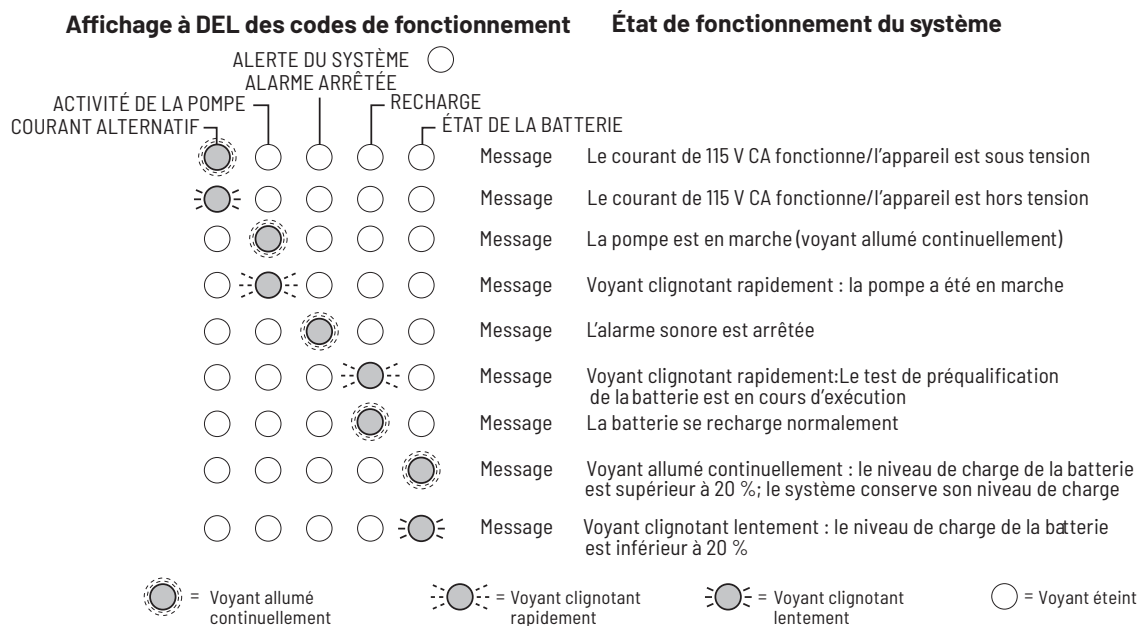 Affichage à DEL des codes de fonctionnement
État de fonctionnement du système
ALERTE DU SYSTÈME
ALARME ARRÊTÉE
ACTIVITÉ DE LA POMPE
RECHARGE
COURANT ALTERNATIF
ÉTAT DE LA BATTERIE
Message Le courant de 115 V CA fonctionne/l'appareil est sous tension
Message Le courant de 115 V CA fonctionne/l'appareil est hors tension
Message La pompe est en marche (voyant allumé continuellement)
Message Voyant clignotant rapidement : la pompe a été en marche
Message L'alarme sonore est arrêtée
Message Voyant clignotant rapidement:Le test de préqualification
de la batterie est en cours d'exécution
Message La batterie se recharge normalement
Message Voyant allumé continuellement : le niveau de charge de la batterie
est supérieur à 20 %; le système conserve son niveau de charge
Message Voyant clignotant lentement : le niveau de charge de la batterie
est inférieur à 20 %
= Voyant allumé
continuellement
= Voyant clignotant
rapidement
= Voyant clignotant
lentement
= Voyant éteint